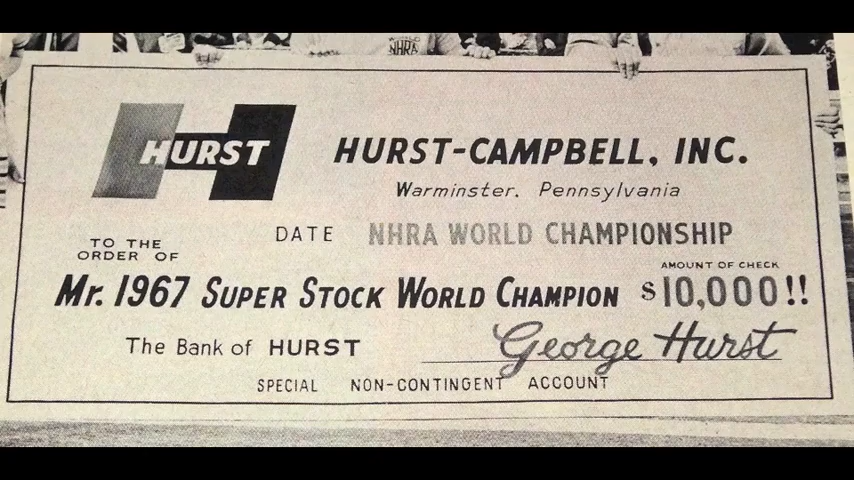 NHRA
HURST
HURST-CAMPBELL, INC.
Warminster, Pennsylvania
DATE NHRA WORLD CHAMPIONSHIP
TO THE
ORDER OF
AMOUNT OF CHECK
Mr. 1967 SUPER STOCK WORLD CHAMPION $10,000!!
The Bank of HURST George Hurst
SPECIAL NON-CONTINGENT ACCOUNT